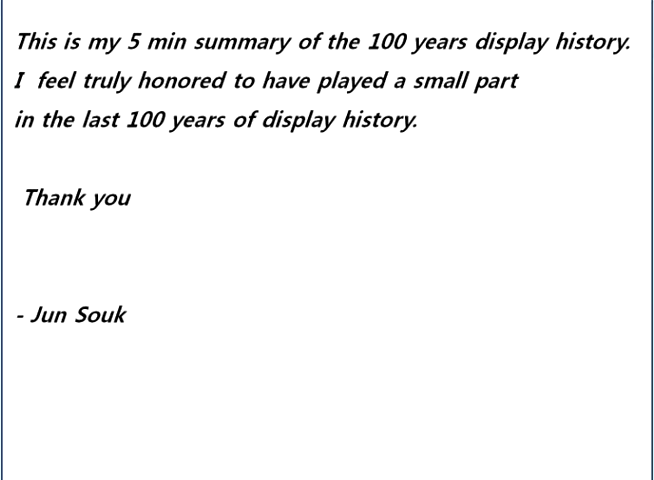 This is my 5 min summary of the 100 years display history.
I feel truly honored to have played a small part
in the last 100 years of display history.
Thank you
- Jun Souk